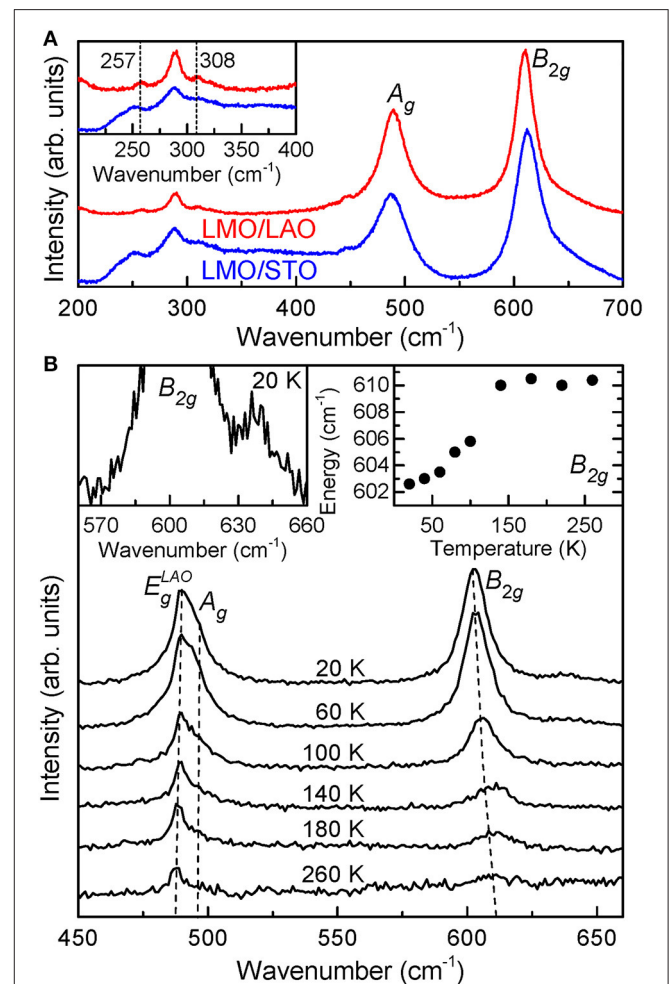 A
257
308
250 300 350 400
Wavenumber (cm-1)
Ag
B2g
LMO/LAO
LMO/STO
Intensity (arb. units)
200 300 400 500 600 700
Wavenumber (cm-1)
B
B2g
20 K
570 600 630 660
Wavenumber (cm-1)
Energy (cm-1)
610
608
606
604
602
B2g
50 150 250
Temperature (K)
EgLAO
Ag
B2g
20 K
60 K
100 K
140 K
180 K
260 K
Intensity (arb. units)
450 500 550 600 650
Wavenumber (cm-1)